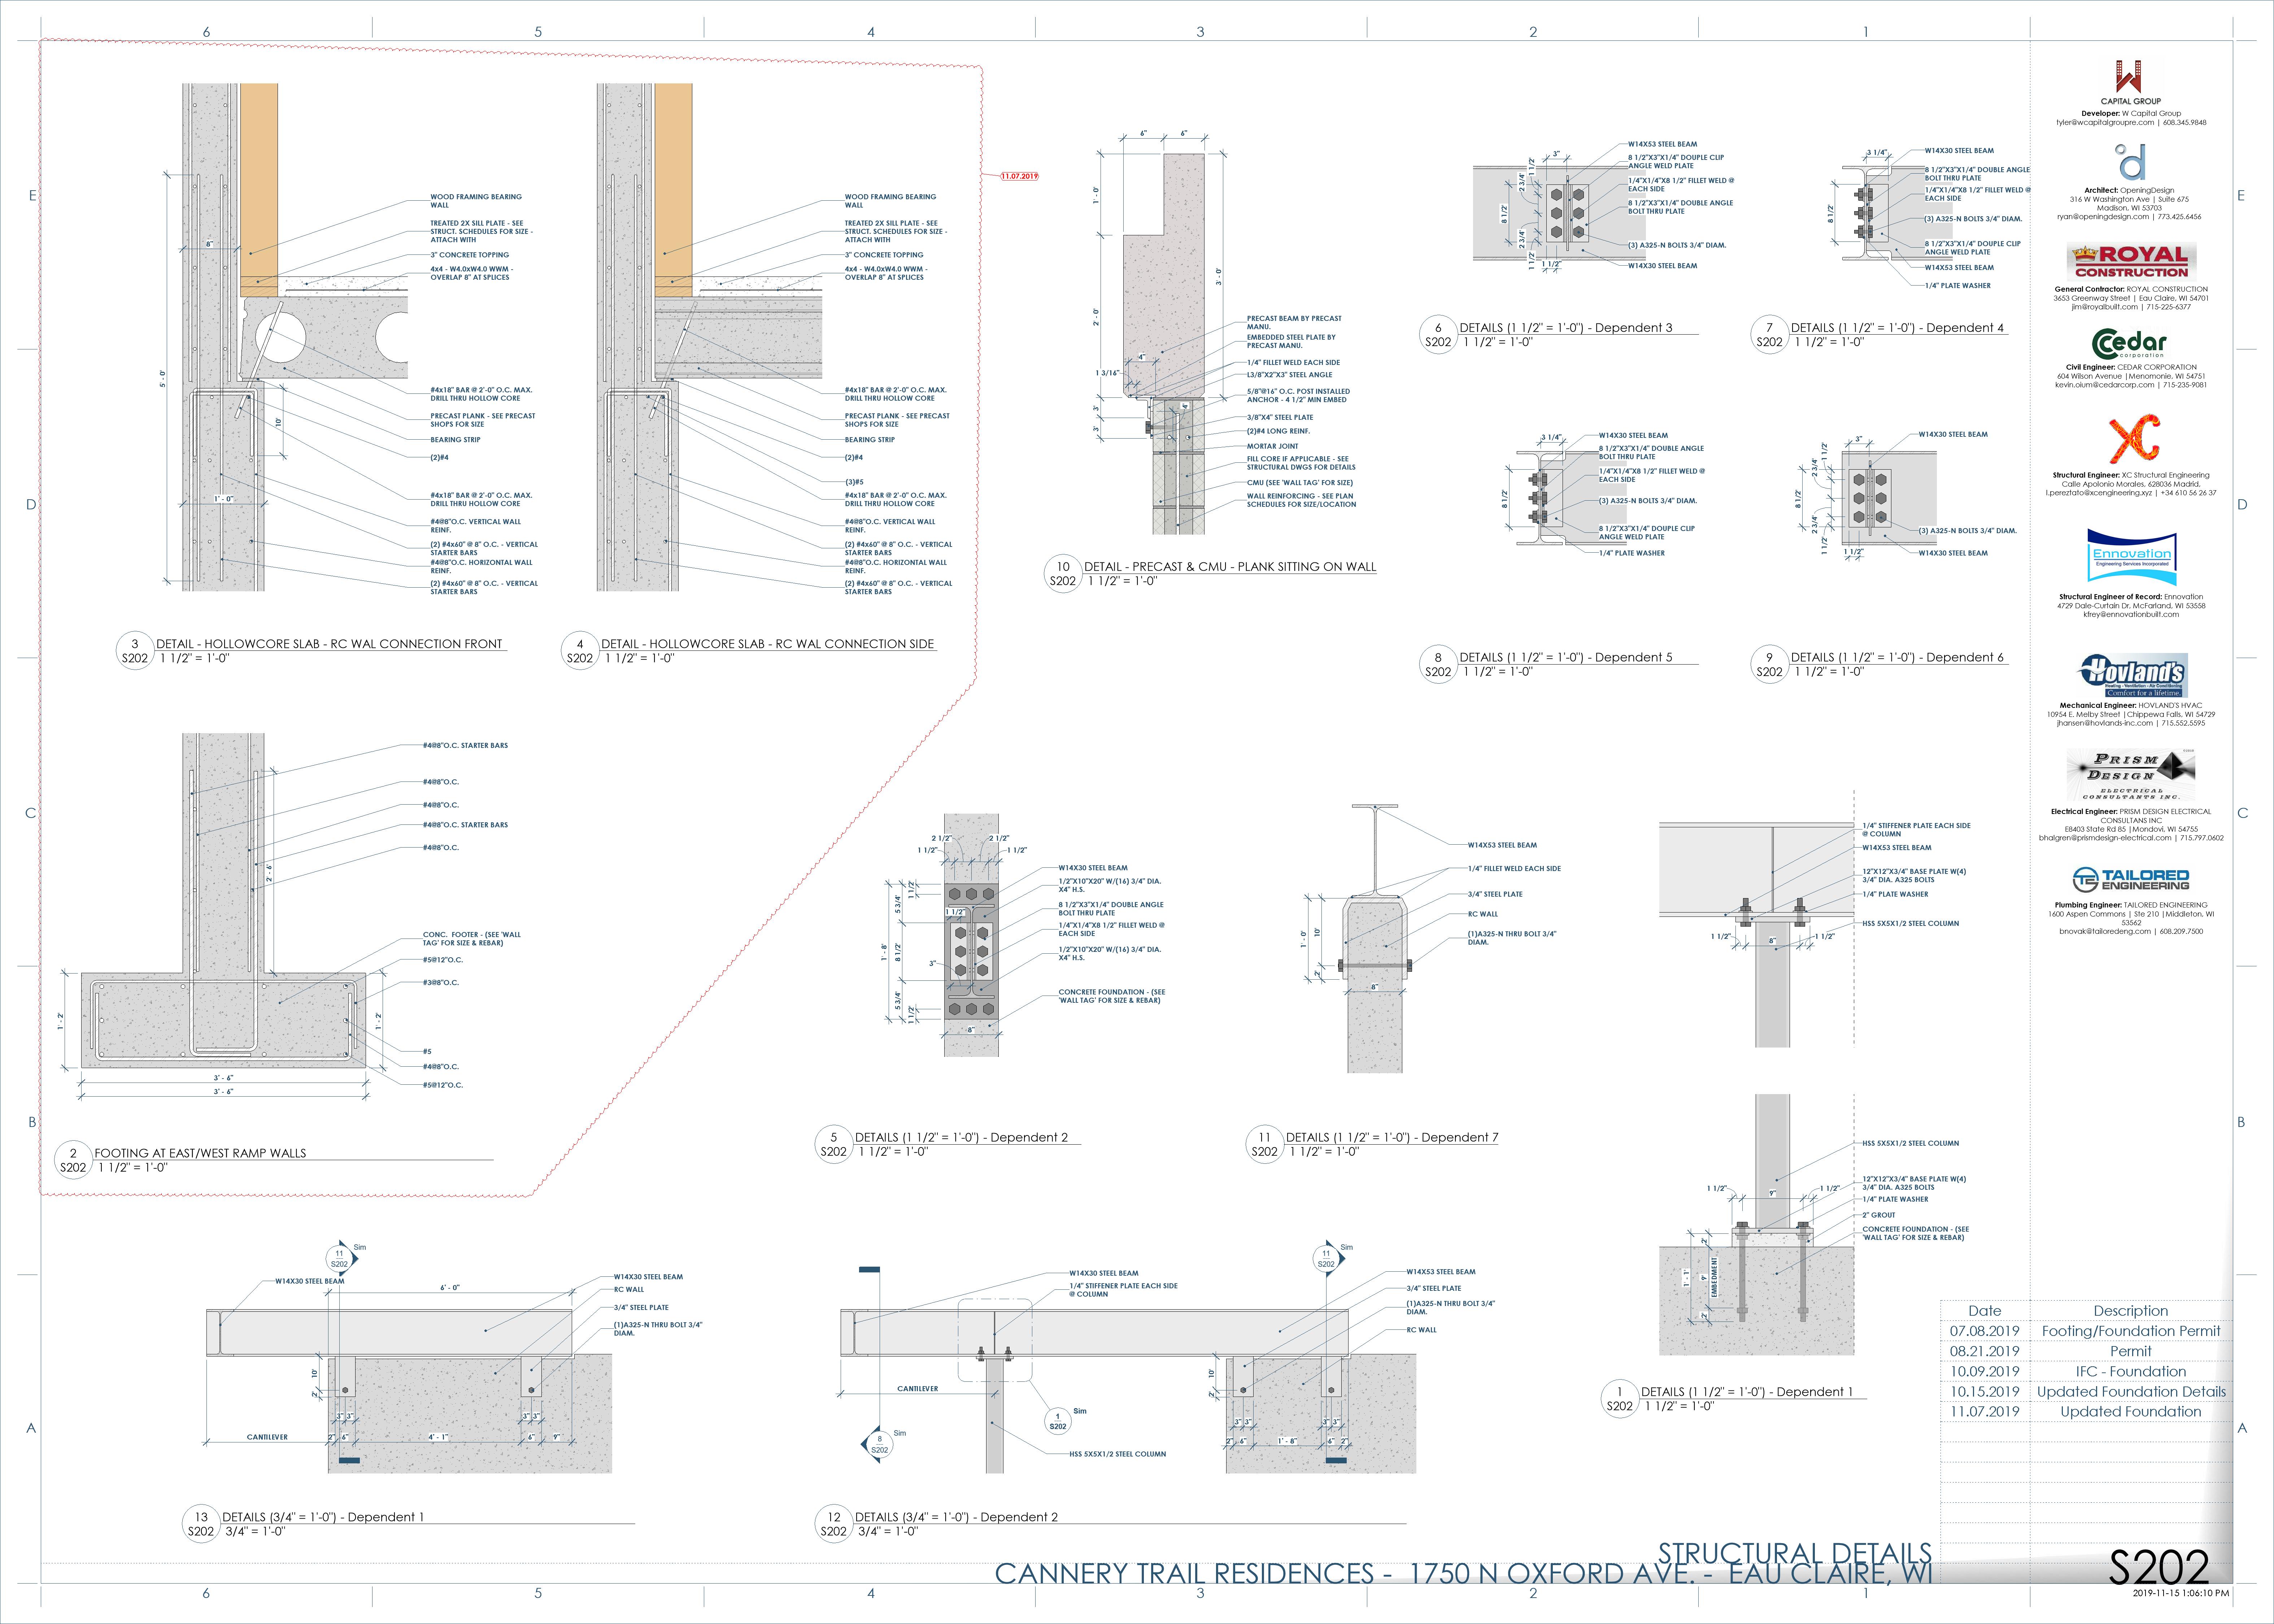 6
5
4
3
2
1
E
D
C
B
A
11.07.2019
WOOD FRAMING BEARING
WALL
TREATED 2X SILL PLATE - SEE
STRUCT. SCHEDULES FOR SIZE -
ATTACH WITH
3" CONCRETE TOPPING
4x4 - W4.0xW4.0 WWM -
OVERLAP 8" AT SPLICES
#4x18" BAR @ 2'-0" O.C. MAX.
DRILL THRU HOLLOW CORE
PRECAST PLANK - SEE PRECAST
SHOPS FOR SIZE
BEARING STRIP
(2)#4
#4x18" BAR @ 2'-0" O.C. MAX.
DRILL THRU HOLLOW CORE
#4@8"O.C. VERTICAL WALL
REINF.
(2) #4x60" @ 8" O.C. - VERTICAL
STARTER BARS
#4@8"O.C. HORIZONTAL WALL
REINF.
(2) #4x60" @ 8" O.C. - VERTICAL
STARTER BARS
8"
5' - 0"
10'
1' - 0"
3
S202
DETAIL - HOLLOWCORE SLAB - RC WAL CONNECTION FRONT
1 1/2" = 1'-0"
WOOD FRAMING BEARING
WALL
TREATED 2X SILL PLATE - SEE
STRUCT. SCHEDULES FOR SIZE -
ATTACH WITH
3" CONCRETE TOPPING
4x4 - W4.0xW4.0 WWM -
OVERLAP 8" AT SPLICES
#4x18" BAR @ 2'-0" O.C. MAX.
DRILL THRU HOLLOW CORE
PRECAST PLANK - SEE PRECAST
SHOPS FOR SIZE
BEARING STRIP
(2)#4
(3)#5
#4x18" BAR @ 2'-0" O.C. MAX.
DRILL THRU HOLLOW CORE
#4@8"O.C. VERTICAL WALL
REINF.
(2) #4x60" @ 8" O.C. - VERTICAL
STARTER BARS
#4@8"O.C. HORIZONTAL WALL
REINF.
(2) #4x60" @ 8" O.C. - VERTICAL
STARTER BARS
4
S202
DETAIL - HOLLOWCORE SLAB - RC WAL CONNECTION SIDE
1 1/2" = 1'-0"
6"
6"
1' - 0"
2' - 0"
3' - 0"
4"
1 3/16"
3'
3'
4'
PRECAST BEAM BY PRECAST
MANU.
EMBEDDED STEEL PLATE BY
PRECAST MANU.
1/4" FILLET WELD EACH SIDE
L3/8"X2"X3" STEEL ANGLE
5/8"@16" O.C. POST INSTALLED
ANCHOR - 4 1/2" MIN EMBED
3/8"X4" STEEL PLATE
(2)#4 LONG REINF.
MORTAR JOINT
FILL CORE IF APPLICABLE - SEE
STRUCTURAL DWGS FOR DETAILS
CMU (SEE 'WALL TAG' FOR SIZE)
WALL REINFORCING - SEE PLAN
SCHEDULES FOR SIZE/LOCATION
10
S202
DETAIL - PRECAST & CMU - PLANK SITTING ON WALL
1 1/2" = 1'-0"
3"
1 1/2'
2 3/4'
8 1/2'
2 3/4'
1 1/2'
1 1/2"
W14X53 STEEL BEAM
8 1/2"X3"X1/4" DOUPLE CLIP
ANGLE WELD PLATE
1/4"X1/4"X8 1/2" FILLET WELD @
EACH SIDE
8 1/2"X3"X1/4" DOUBLE ANGLE
BOLT THRU PLATE
(3) A325-N BOLTS 3/4" DIAM.
W14X30 STEEL BEAM
6
S202
DETAILS (1 1/2" = 1'-0") - Dependent 3
1 1/2" = 1'-0"
3 1/4"
8 1/2'
W14X30 STEEL BEAM
8 1/2"X3"X1/4" DOUBLE ANGLE
BOLT THRU PLATE
1/4"X1/4"X8 1/2" FILLET WELD @
EACH SIDE
(3) A325-N BOLTS 3/4" DIAM.
8 1/2"X3"X1/4" DOUPLE CLIP
ANGLE WELD PLATE
W14X53 STEEL BEAM
1/4" PLATE WASHER
7
S202
DETAILS (1 1/2" = 1'-0") - Dependent 4
1 1/2" = 1'-0"
3 1/4"
8 1/2'
W14X30 STEEL BEAM
8 1/2"X3"X1/4" DOUBLE ANGLE
BOLT THRU PLATE
1/4"X1/4"X8 1/2" FILLET WELD @
EACH SIDE
(3) A325-N BOLTS 3/4" DIAM.
8 1/2"X3"X1/4" DOUPLE CLIP
ANGLE WELD PLATE
1/4" PLATE WASHER
8
S202
DETAILS (1 1/2" = 1'-0") - Dependent 5
1 1/2" = 1'-0"
3"
1 1/2'
2 3/4'
8 1/2'
2 3/4'
1 1/2'
1 1/2"
W14X30 STEEL BEAM
(3) A325-N BOLTS 3/4" DIAM.
W14X30 STEEL BEAM
9
S202
DETAILS (1 1/2" = 1'-0") - Dependent 6
1 1/2" = 1'-0"
#4@8"O.C. STARTER BARS
#4@8"O.C.
#4@8"O.C.
#4@8"O.C. STARTER BARS
#4@8"O.C.
2' - 6'
CONC. FOOTER - (SEE 'WALL
TAG' FOR SIZE & REBAR)
#5@12"O.C.
#3@8"O.C.
#5
#4@8"O.C.
#5@12"O.C.
1' - 2'
1' - 2'
3' - 6"
3' - 6"
2
S202
FOOTING AT EAST/WEST RAMP WALLS
1 1/2" = 1'-0"
2 1/2"
2 1/2"
1 1/2"
1 1/2"
1 1/2'
5 3/4'
1 1/2"
1' - 8'
8 1/2'
3"
5 3/4'
1 1/2'
8"
W14X30 STEEL BEAM
1/2"X10"X20" W/(16) 3/4" DIA.
X4" H.S.
8 1/2"X3"X1/4" DOUBLE ANGLE
BOLT THRU PLATE
1/4"X1/4"X8 1/2" FILLET WELD @
EACH SIDE
1/2"X10"X20" W/(16) 3/4" DIA.
X4" H.S.
CONCRETE FOUNDATION - (SEE
'WALL TAG' FOR SIZE & REBAR)
5
S202
DETAILS (1 1/2" = 1'-0") - Dependent 2
1 1/2" = 1'-0"
W14X53 STEEL BEAM
1/4" FILLET WELD EACH SIDE
3/4" STEEL PLATE
RC WALL
(1)A325-N THRU BOLT 3/4"
DIAM.
1' - 0'
10'
2'
8"
11
S202
DETAILS (1 1/2" = 1'-0") - Dependent 7
1 1/2" = 1'-0"
1/4" STIFFENER PLATE EACH SIDE
@ COLUMN
W14X53 STEEL BEAM
12"X12"X3/4" BASE PLATE W(4)
3/4" DIA. A325 BOLTS
1/4" PLATE WASHER
HSS 5X5X1/2 STEEL COLUMN
1 1/2"
8"
1 1/2"
HSS 5X5X1/2 STEEL COLUMN
12"X12"X3/4" BASE PLATE W(4)
3/4" DIA. A325 BOLTS
1/4" PLATE WASHER
2" GROUT
CONCRETE FOUNDATION - (SEE
'WALL TAG' FOR SIZE & REBAR)
1 1/2"
9"
1 1/2"
2'
1' - 1'
9'
EMBEDMENT
2'
1
S202
DETAILS (1 1/2" = 1'-0") - Dependent 1
1 1/2" = 1'-0"
11
S202
Sim
W14X30 STEEL BEAM
6' - 0"
W14X30 STEEL BEAM
RC WALL
3/4" STEEL PLATE
(1)A325-N THRU BOLT 3/4"
DIAM.
10'
2'
3" 3"
3" 3"
CANTILEVER
2"
6"
4' - 1"
6"
9"
13
S202
DETAILS (3/4" = 1'-0") - Dependent 1
3/4" = 1'-0"
11
S202
Sim
W14X30 STEEL BEAM
1/4" STIFFENER PLATE EACH SIDE
@ COLUMN
W14X53 STEEL BEAM
3/4" STEEL PLATE
(1)A325-N THRU BOLT 3/4"
DIAM.
RC WALL
CANTILEVER
1
S202
Sim
8
S202
Sim
HSS 5X5X1/2 STEEL COLUMN
10'
2'
3" 3"
3" 3"
2"
6"
1' - 8"
6"
2"
12
S202
DETAILS (3/4" = 1'-0") - Dependent 2
3/4" = 1'-0"
CAPITAL GROUP
Developer: W Capital Group
tyler@wcapitalgroupre.com | 608.345.9848
Architect: OpeningDesign
316 W Washington Ave | Suite 675
Madison, WI 53703
ryan@openingdesign.com | 773.425.6456
ROYAL
CONSTRUCTION
General Contractor: ROYAL CONSTRUCTION
3653 Greenway Street | Eau Claire, WI 54701
jim@royalbuilt.com | 715-225-6377
Cedar
corporation
Civil Engineer: CEDAR CORPORATION
604 Wilson Avenue |Menomonie, WI 54751
kevin.oium@cedarcorp.com | 715-235-9081
XC
Structural Engineer: XC Structural Engineering
Calle Apolonio Morales, 628036 Madrid,
l.pereztato@xcengineering.xyz | +34 610 56 26 37
Ennovation
Engineering Services Incorporated
Structural Engineer of Record: Ennovation
4729 Dale-Curtain Dr, McFarland, WI 53558
kfrey@ennovationbuilt.com
Hovland's
Heating - Ventilation - Air Conditioning
Comfort for a lifetime.
Mechanical Engineer: HOVLAND'S HVAC
10954 E. Melby Street |Chippewa Falls, WI 54729
jhansen@hovlands-inc.com | 715.552.5595
PRISM
DESIGN
ELECTRICAL
CONSULTANTS INC.
Electrical Engineer: PRISM DESIGN ELECTRICAL
CONSULTANS INC
E8403 State Rd 85 |Mondovi, WI 54755
bhalgren@prismdesign-electrical.com | 715.797.0602
TAILORED
ENGINEERING
Plumbing Engineer: TAILORED ENGINEERING
1600 Aspen Commons | Ste 210 |Middleton, WI
53562
bnovak@tailoredeng.com | 608.209.7500
Date Description
07.08.2019 Footing/Foundation Permit
08.21.2019 Permit
10.09.2019 IFC - Foundation
10.15.2019 Updated Foundation Details
11.07.2019 Updated Foundation
STRUCTURAL DETAILS
CANNERY TRAIL RESIDENCES - 1750 N OXFORD AVE. - EAU CLAIRE, WI
S202
2019-11-15 1:06:10 PM
E
D
C
B
A
6
5
4
3
2
1